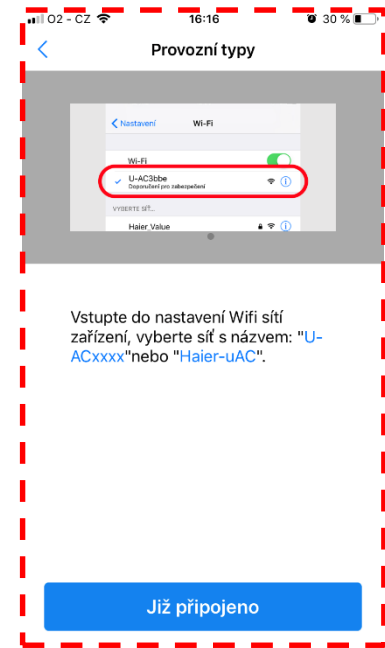 O2 - CZ 16:16 30 %
Provozní typy
Nastavení Wi-Fi
Wi-Fi
U-AC3bbe
Doporučení pro zabezpečení
VYBERTE SÍŤ...
Haier_Value
Vstupte do nastavení Wifi sítí
zařízení, vyberte síť s názvem: "U-
ACxxxx"nebo "Haier-uAC".
Již připojeno